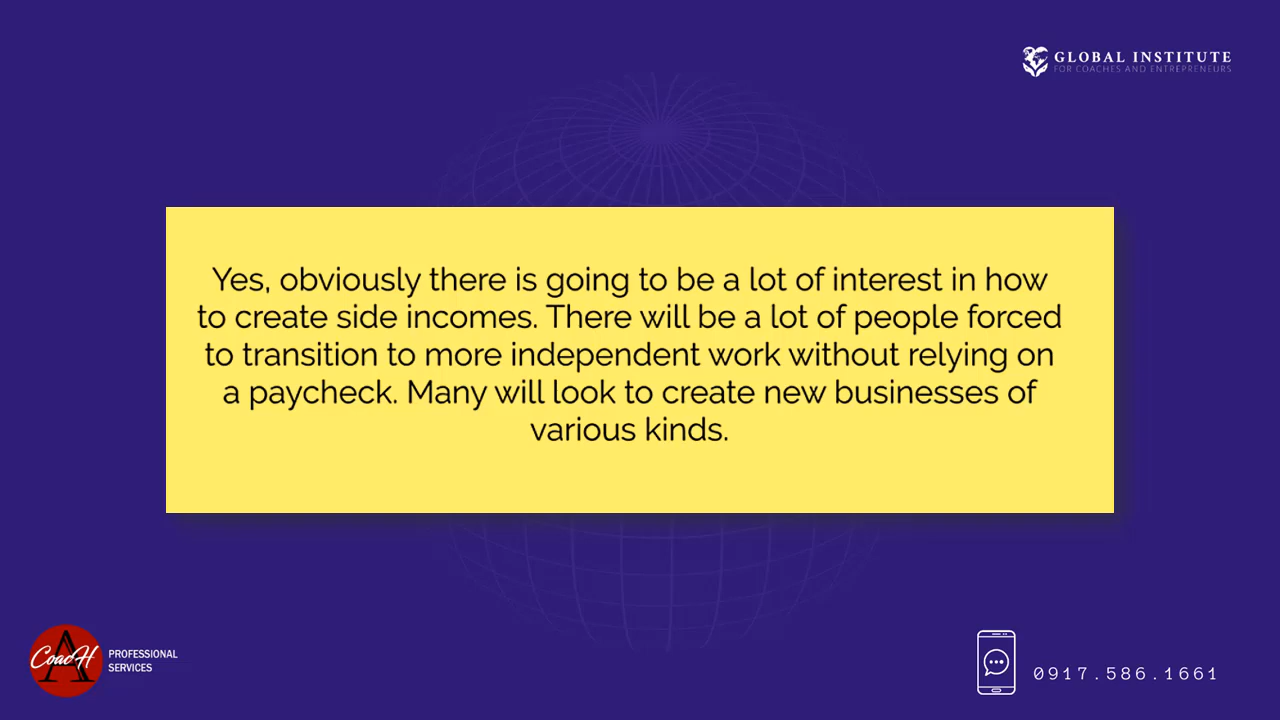 GLOBAL INSTITUTE
FOR COACHES AND ENTREPRENEURS
Yes, obviously there is going to be a lot of interest in how
to create side incomes. There will be a lot of people forced
to transition to more independent work without relying on
a paycheck. Many will look to create new businesses of
various kinds.
A
CoacH
PROFESSIONAL
SERVICES
0917.586.1661